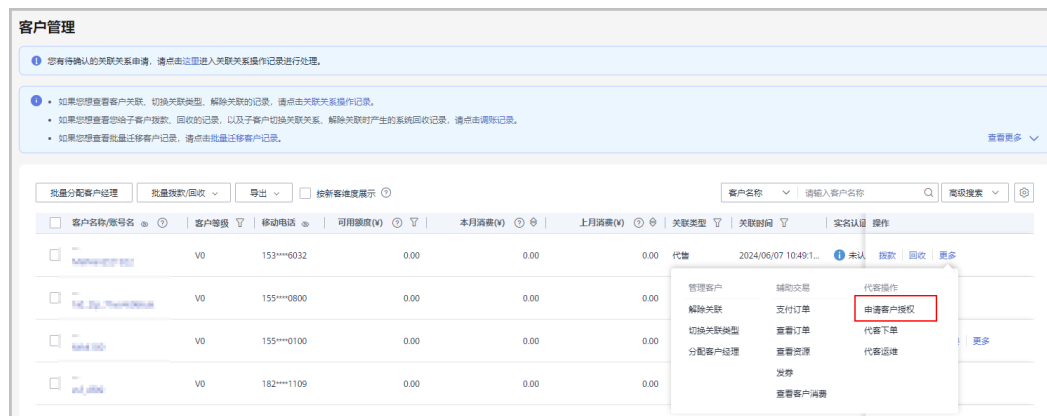 客户管理
您有待确认的关联关系申请，请点击这里进入关联关系操作记录进行处理。
• 如果您想查看客户关联、切换关联类型、解除关联的记录，请点击关联关系操作记录。
• 如果您想查看您给子客户拨款、回收的记录，以及子客户切换关联关系、解除关联时产生的系统回收记录，请点击调账记录。
• 如果您想查看批量迁移客户记录，请点击批量迁移客户记录。
查看更多
批量分配客户经理 批量拨款/回收 导出 按新客维度展示 客户名称 请输入客户名称 高级搜索
客户名称/账号名 客户等级 移动电话 可用额度(¥) 本月消费(¥) 上月消费(¥) 关联类型 关联时间 实名认证 操作
V0 153****6032 0.00 0.00 0.00 代售 2024/06/07 10:49:1... 未认 拨款 回收 更多
管理客户 辅助交易 代客操作
V0 155****0800 0.00 0.00 0.00 解除关联 支付订单 申请客户授权
切换关联类型 查看订单 代客下单
V0 155****0100 0.00 0.00 0.00 更多
分配客户经理 查看资源 代客运维
发券
V0 182****1109 0.00 0.00 0.00
查看客户消费